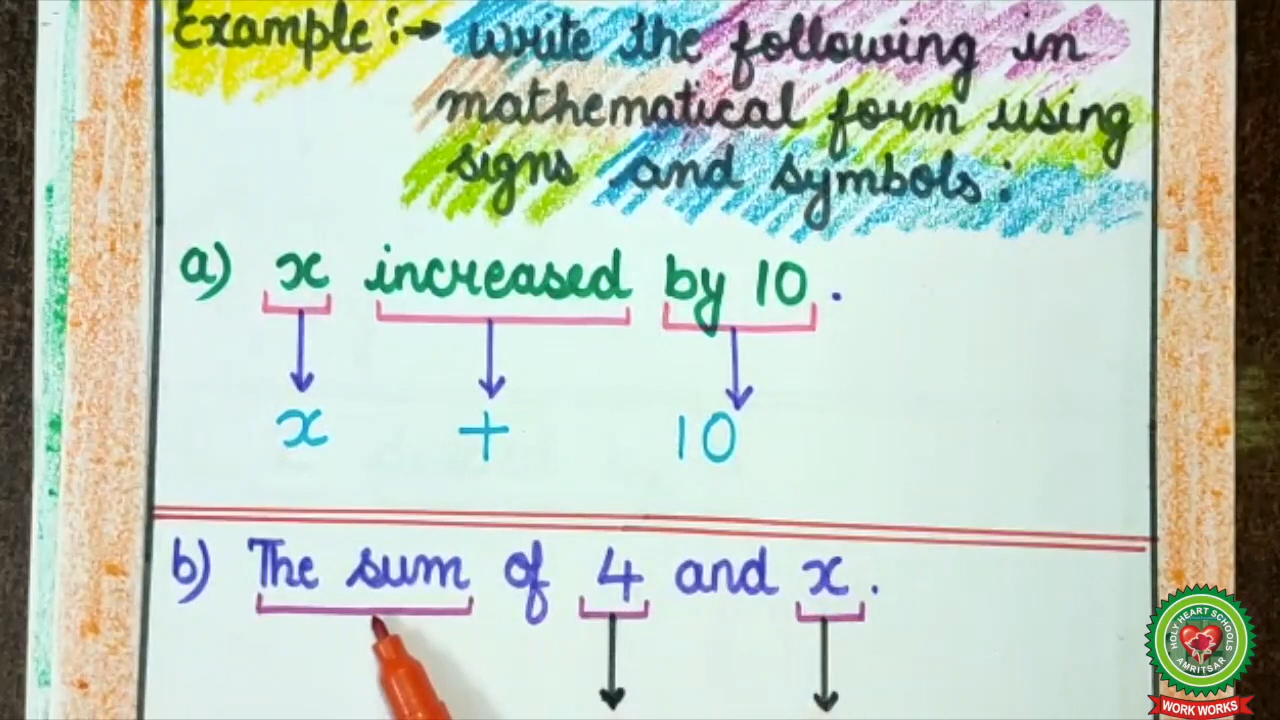 Example :→ Write the following in
mathematical form using
signs and symbols :
a) x increased by 10 .
x + 10
b) The sum of 4 and x .
HOLY HEART SCHOOLS
AMRITSAR
WORK WORKS